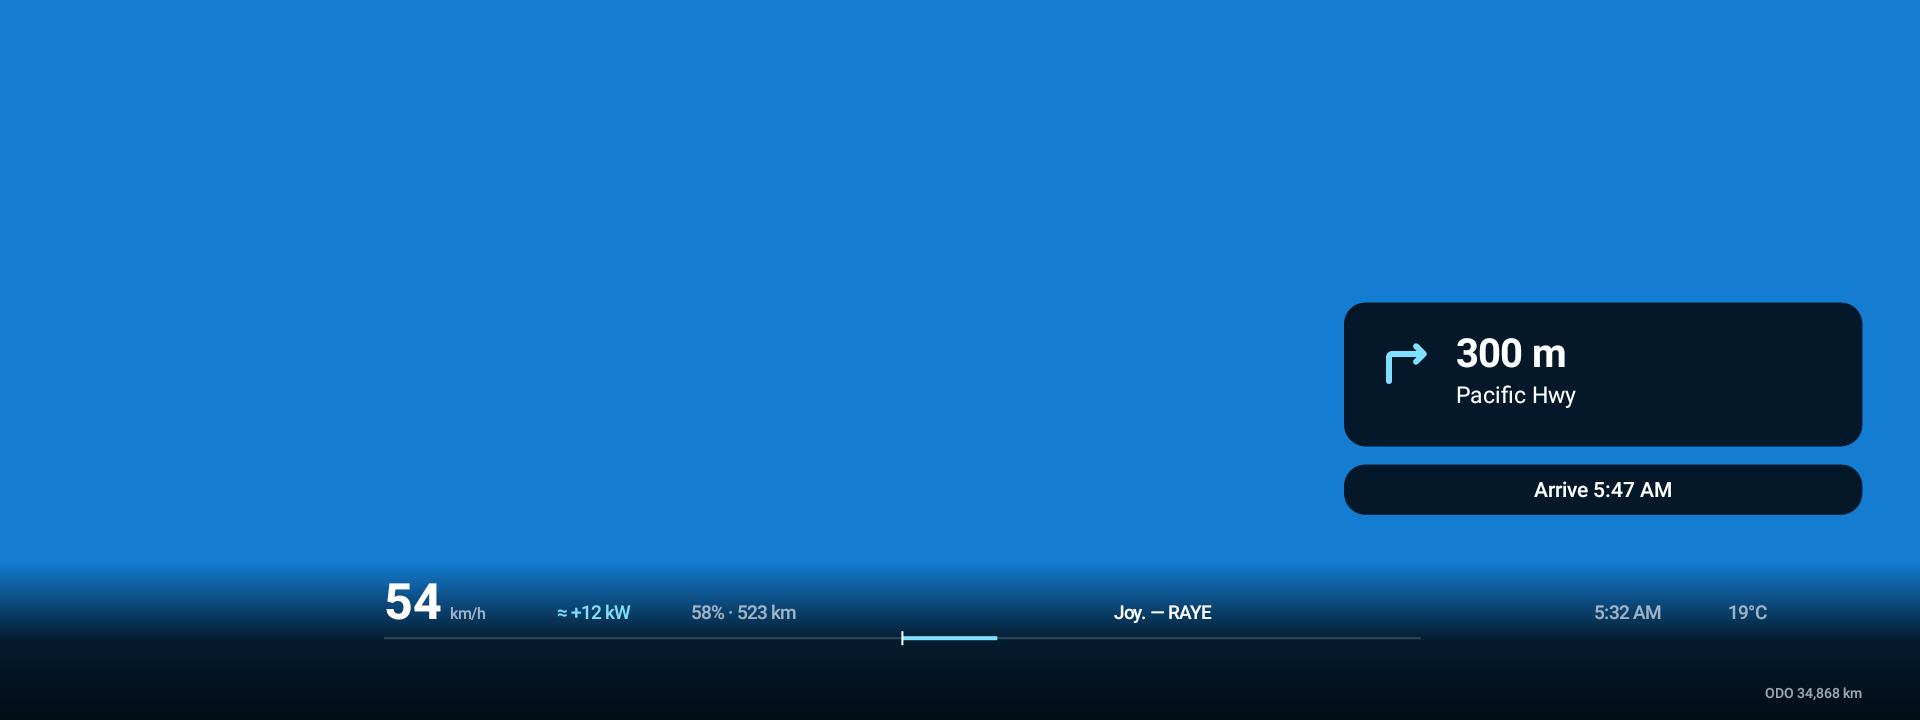 300 m
Pacific Hwy
Arrive 5:47 AM
54 km/h ≈ +12 kW 58% · 523 km Joy. — RAYE 5:32 AM 19°C
ODO 34,868 km